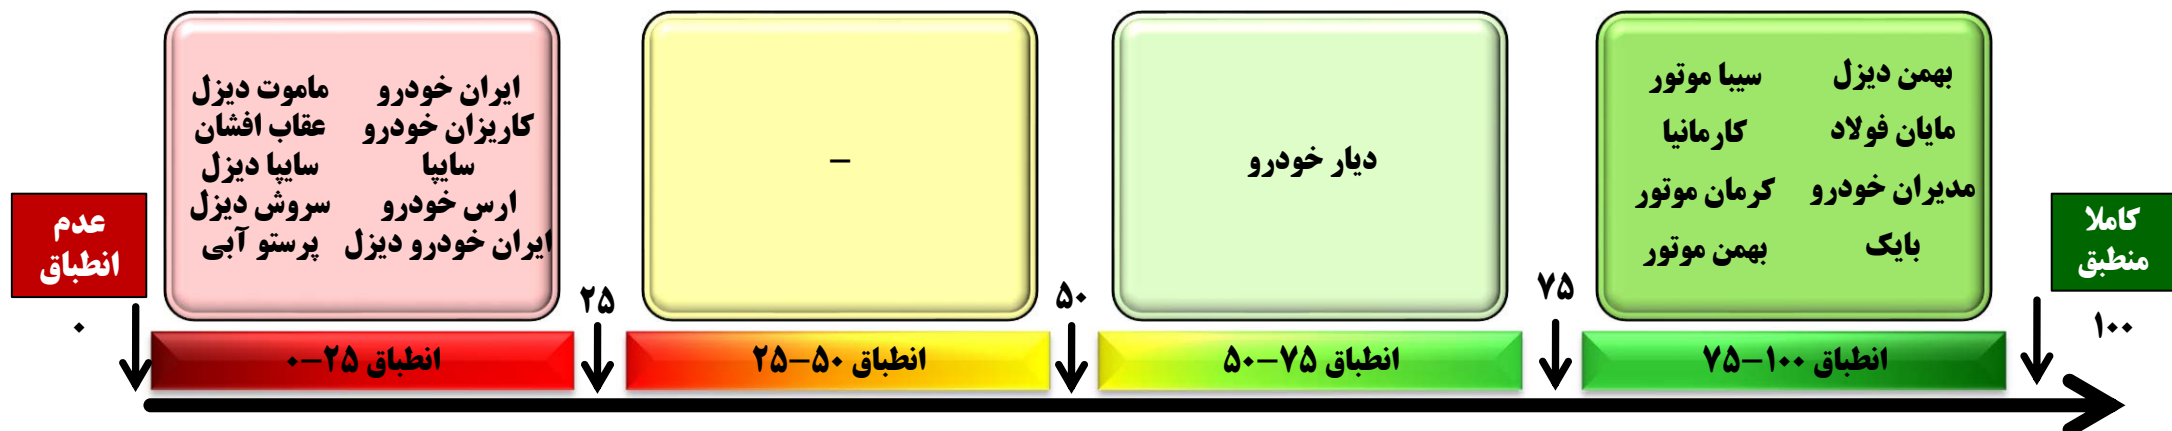 بهمن دیزل
مایان فولاد
مدیران خودرو
بایک
سیبا موتور
کارمانیا
کرمان موتور
بهمن موتور
دیار خودرو
–
ایران خودرو
کاریزان خودرو
سایپا
ارس خودرو
ایران خودرو دیزل
ماموت دیزل
عقاب افشان
سایپا دیزل
سروش دیزل
پرستو آبی
کاملا
منطبق
۱۰۰
۷۵
۵۰
۲۵
عدم
انطباق
۰
انطباق ۱۰۰–۷۵
انطباق ۷۵–۵۰
انطباق ۵۰–۲۵
انطباق ۲۵–۰